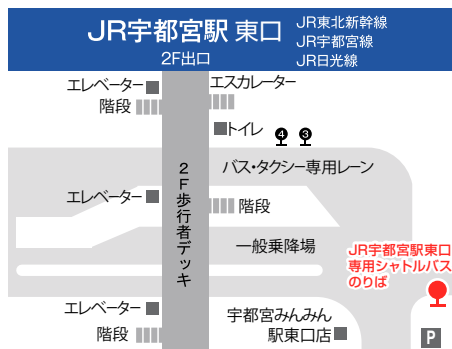 JR宇都宮駅 東口
JR東北新幹線
JR宇都宮線
JR日光線
2F出口
エレベーター
エスカレーター
階段
トイレ
4
3
バス・タクシー専用レーン
2F歩行者デッキ
エレベーター
階段
一般乗降場
JR宇都宮駅東口
専用シャトルバス
のりば
エレベーター
宇都宮みんみん
駅東口店
階段
P